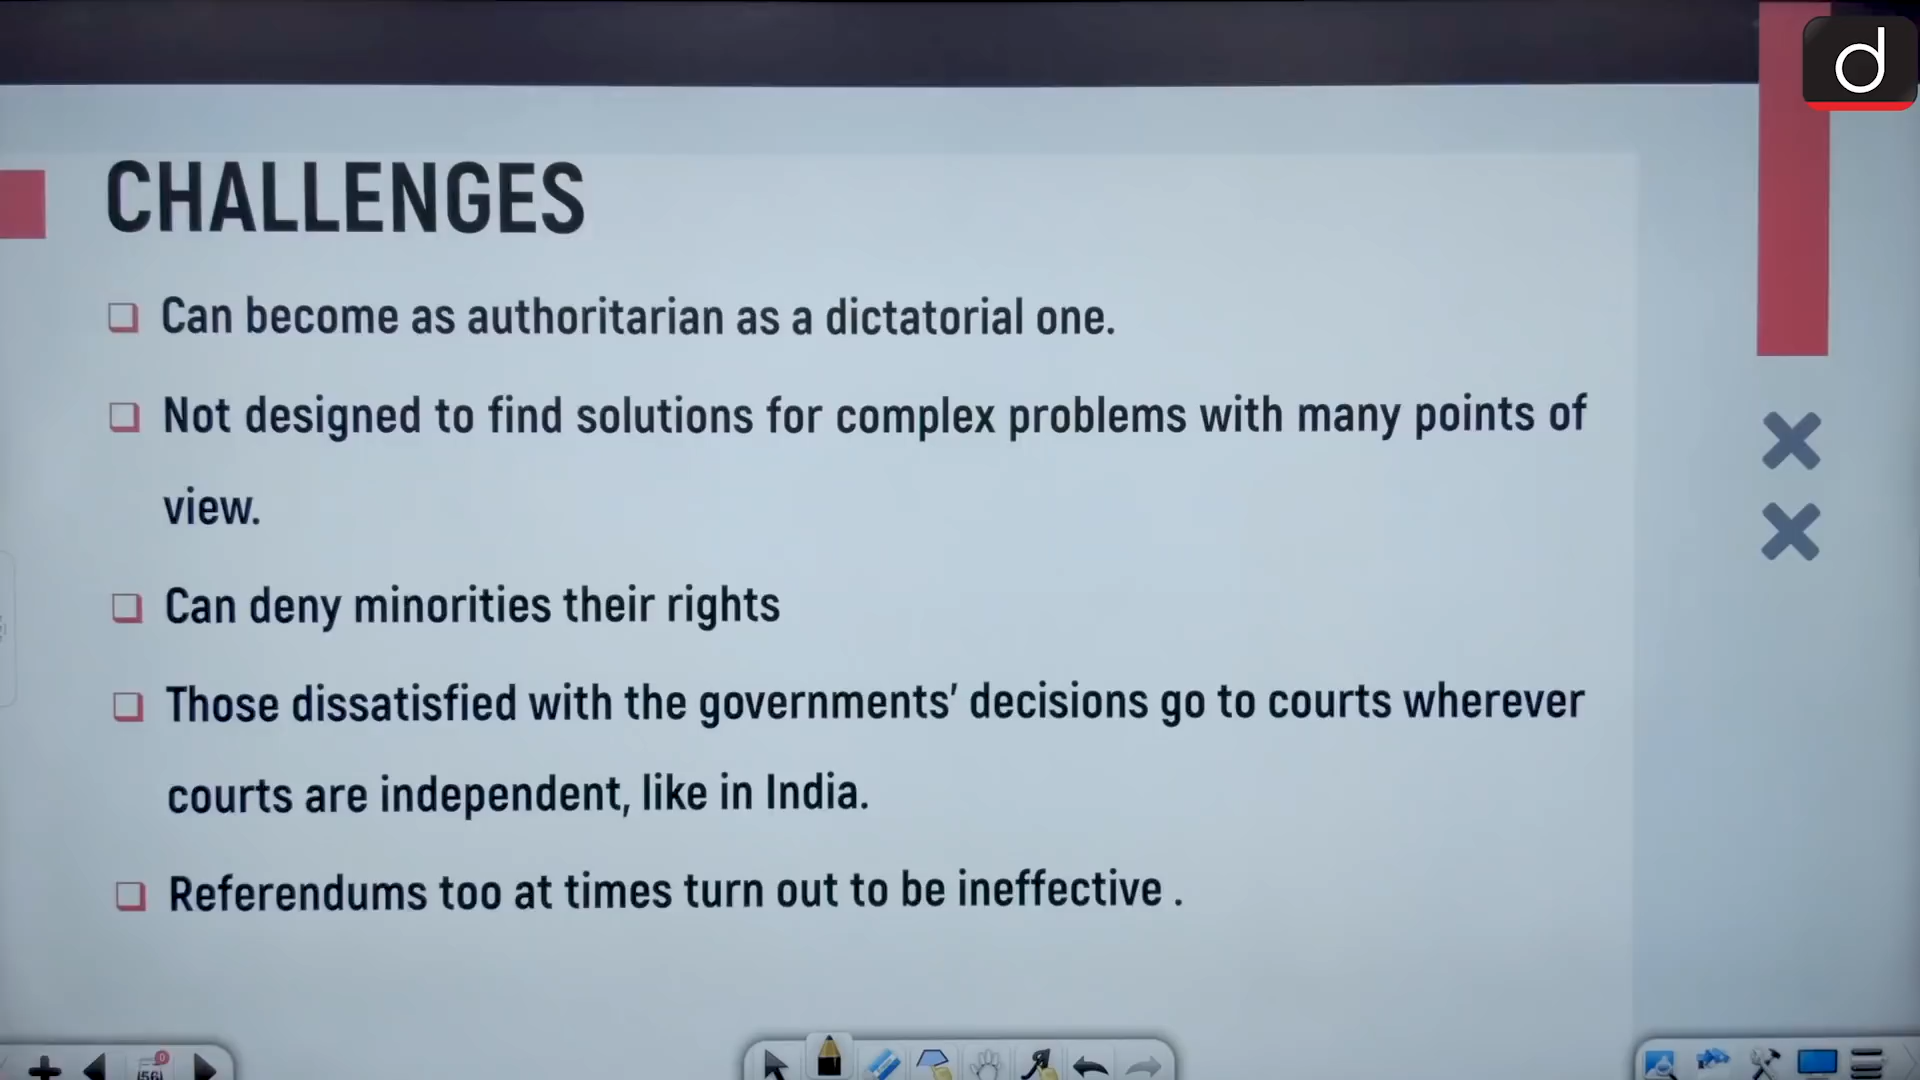 d
CHALLENGES
Can become as authoritarian as a dictatorial one.
Not designed to find solutions for complex problems with many points of
view.
Can deny minorities their rights
Those dissatisfied with the governments' decisions go to courts wherever
courts are independent, like in India.
Referendums too at times turn out to be ineffective .
0
(56)